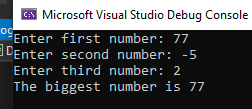 Microsoft Visual Studio Debug Console
Enter first number: 77
Enter second number: -5
Enter third number: 2
The biggest number is 77